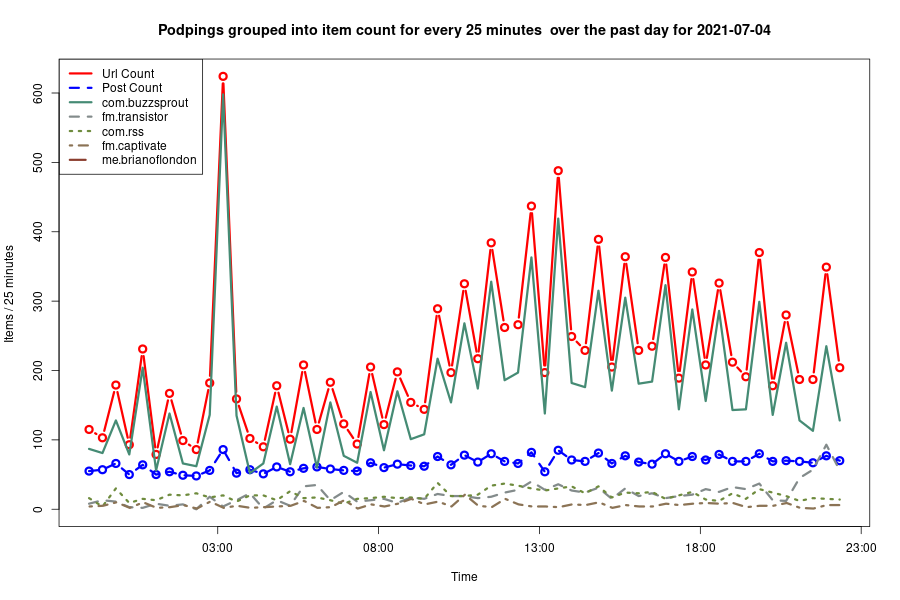 Podpings grouped into item count for every 25 minutes  over the past day for 2021-07-04
Url Count
Post Count
com.buzzsprout
fm.transistor
com.rss
fm.captivate
me.brianoflondon
600
500
400
300
200
100
0
Items / 25 minutes
03:00 08:00 13:00 18:00 23:00
Time